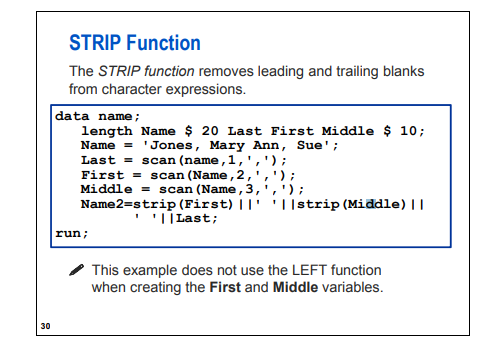 STRIP Function
The STRIP function removes leading and trailing blanks
from character expressions.
data name;
   length Name $ 20 Last First Middle $ 10;
   Name = 'Jones, Mary Ann, Sue';
   Last = scan(name,1,',');
   First = scan(Name,2,',');
   Middle = scan(Name,3,',');
   Name2=strip(First)||' '||strip(Middle)||
         ' '||Last;
run;
This example does not use the LEFT function
when creating the First and Middle variables.
30